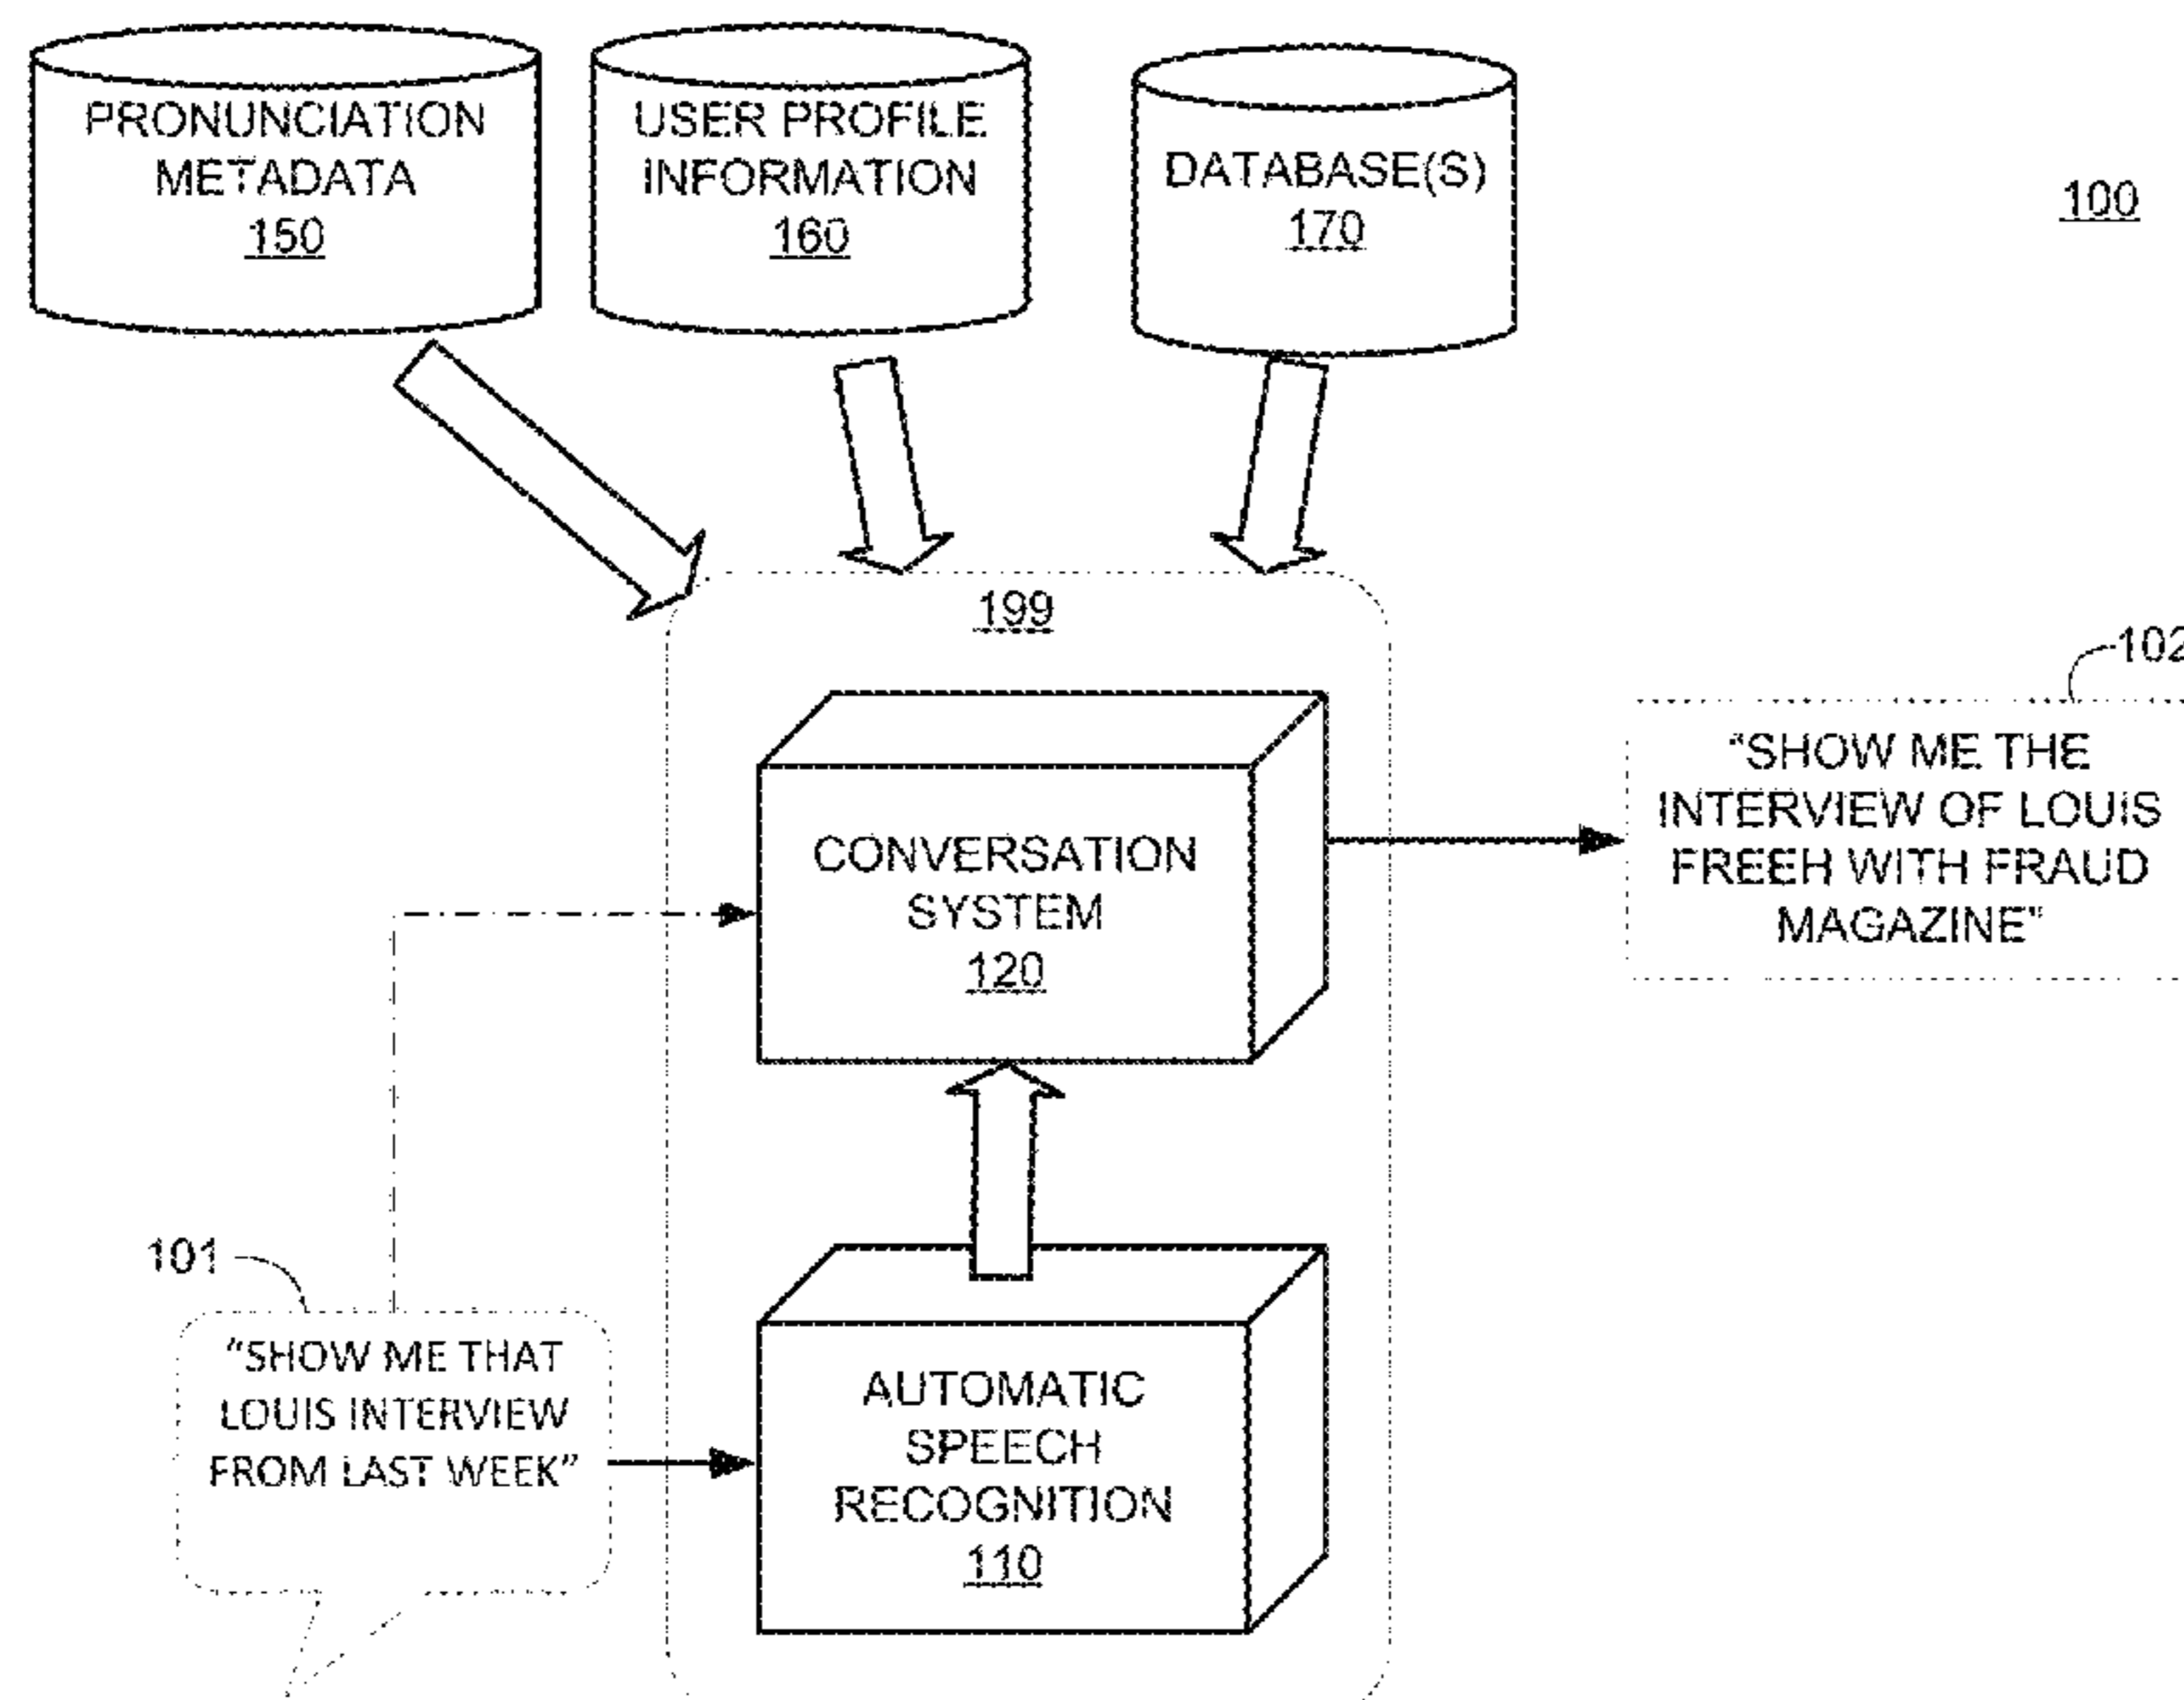 PRONUNCIATION
METADATA
150
USER PROFILE
INFORMATION
160
DATABASE(S)
170
100
199
102
"SHOW ME THE
INTERVIEW OF LOUIS
FREEH WITH FRAUD
MAGAZINE"
CONVERSATION
SYSTEM
120
101
"SHOW ME THAT
LOUIS INTERVIEW
FROM LAST WEEK"
AUTOMATIC
SPEECH
RECOGNITION
110